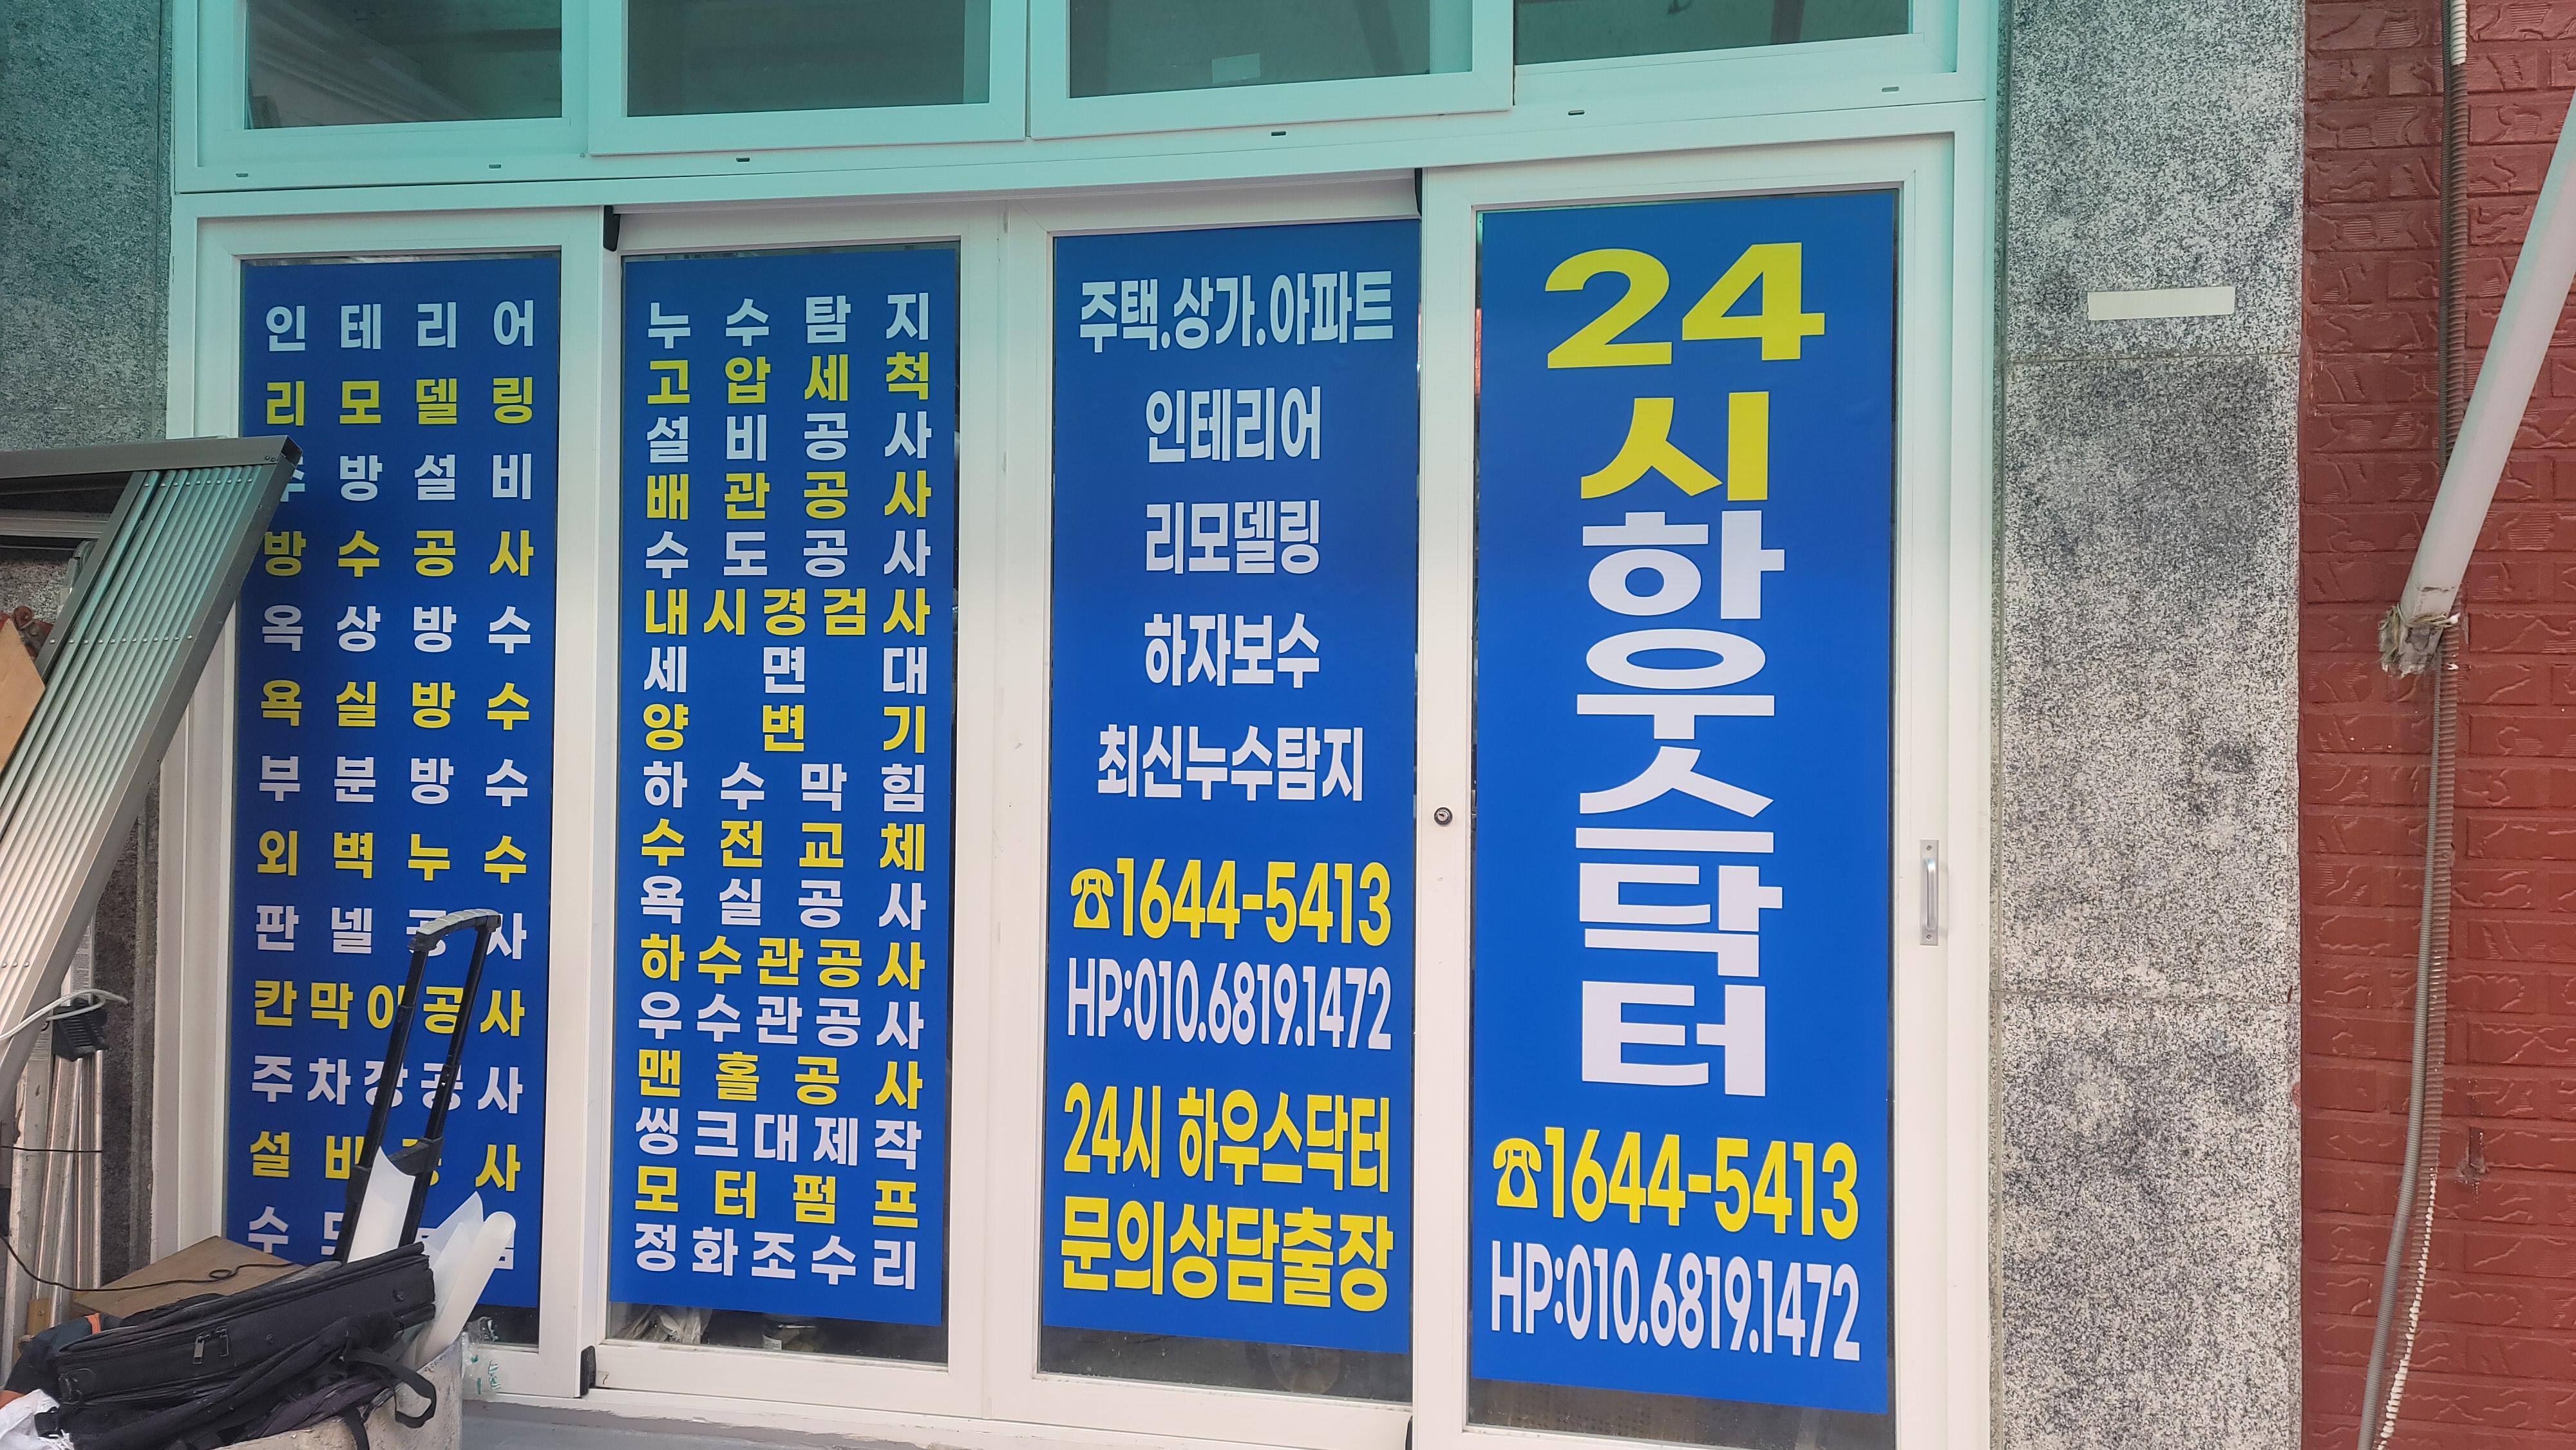 인테리어
리모델링
주방설비
방수공사
옥상방수
욕실방수
부분방수
외벽누수
판넬공사
칸막이공사
주차장공사
설비공사
수
누수탐지
고압세척
설비공사
배관공사
수도공사
내시경검사
세면대
양변기
하수막힘
수전교체
욕실공사
하수관공사
우수관공사
맨홀공사
씽크대제작
모터펌프
정화조수리
주택.상가.아파트
인테리어
리모델링
하자보수
최신누수탐지
☎1644-5413
HP:010.6819.1472
24시 하우스닥터
문의상담출장
24
시
하
우
스
닥
터
☎1644-5413
HP:010.6819.1472